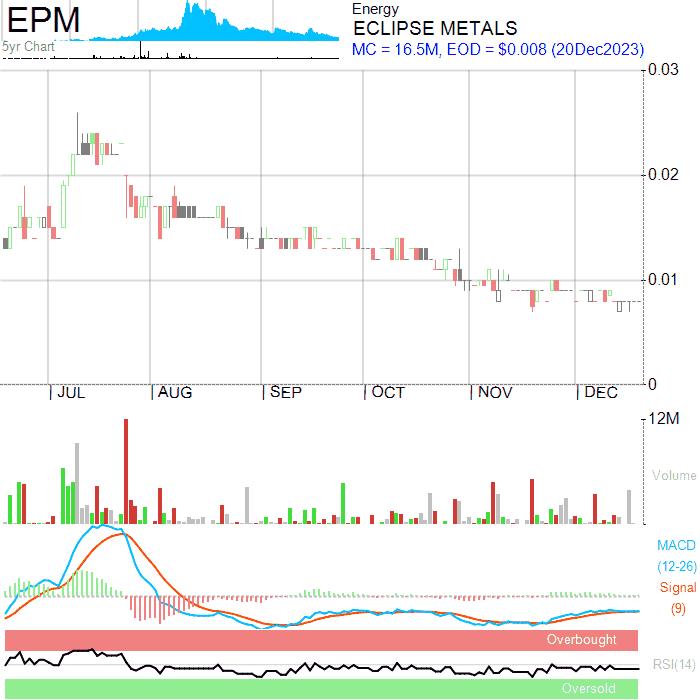 EPM
5yr Chart
Energy
ECLIPSE METALS
MC = 16.5M, EOD = $0.008 (20Dec2023)
0.03
0.02
0.01
0
JUL AUG SEP OCT NOV DEC
12M
Volume
MACD
(12-26)
Signal
(9)
Overbought
RSI(14)
Oversold